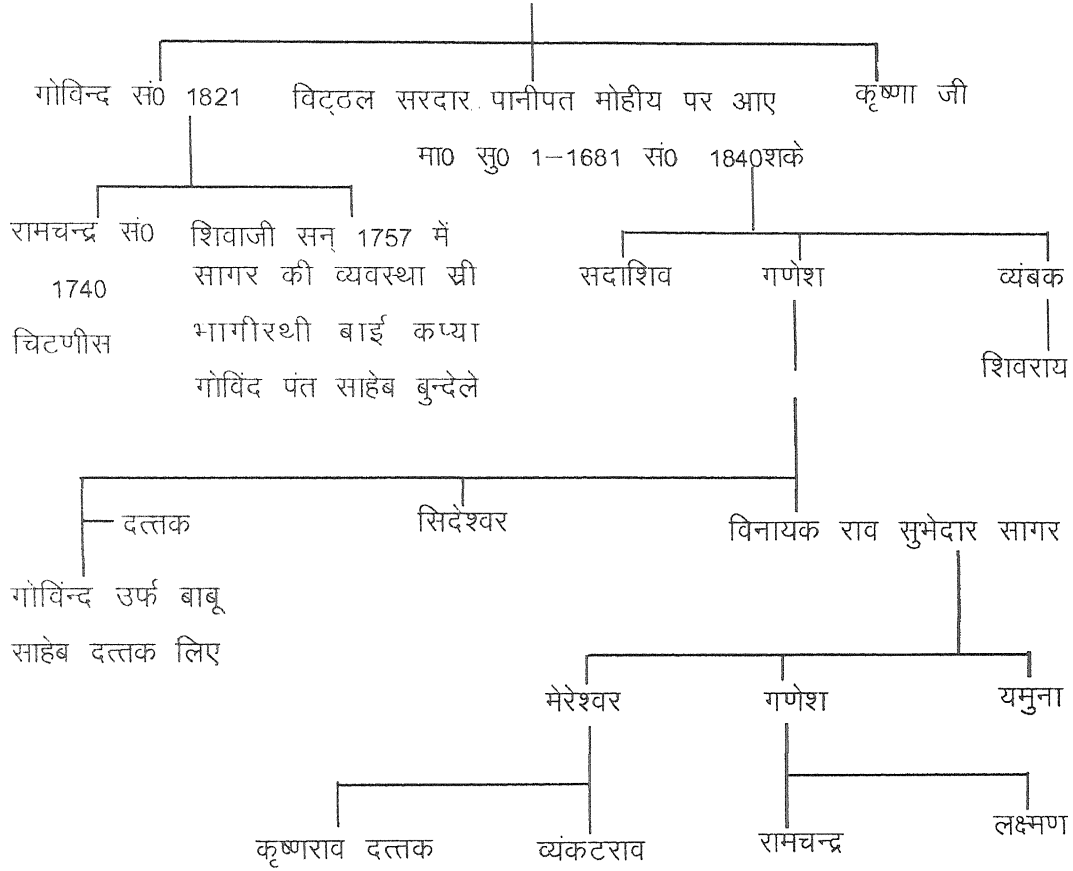 गोविन्द सं0 1821
विट्ठल सरदार पानीपत मोहीय पर आए
मा0 सु0 1–1681 सं0 1840शके
कृष्णा जी
रामचन्द्र सं0
1740
चिटणीस
शिवाजी सन् 1757 में
सागर की व्यवस्था स्री
भागीरथी बाई कप्या
गोविंद पंत साहेब बुन्देले
सदाशिव
गणेश
व्यंबक
शिवराय
दत्तक
सिदेश्वर
विनायक राव सुभेदार सागर
गोविंन्द उर्फ बाबू
साहेब दत्तक लिए
मेरेश्वर
गणेश
यमुना
कृष्णराव दत्तक
व्यंकटराव
रामचन्द्र
लक्ष्मण